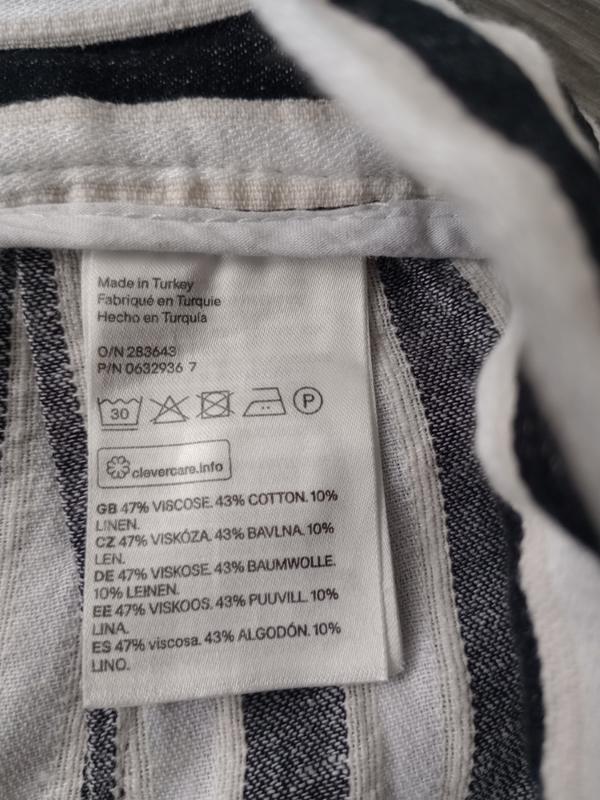 Made in Turkey
Fabriqué en Turquie
Hecho en Turquía
O/N 283643
P/N 0632936 7
30
P
clevercare.info
GB 47% VISCOSE. 43% COTTON. 10%
LINEN.
CZ 47% VISKÓZA. 43% BAVLNA. 10%
LEN.
DE 47% VISKOSE. 43% BAUMWOLLE.
10% LEINEN.
EE 47% VISKOOS. 43% PUUVILL. 10%
LINA.
ES 47% viscosa. 43% ALGODÓN. 10%
LINO.